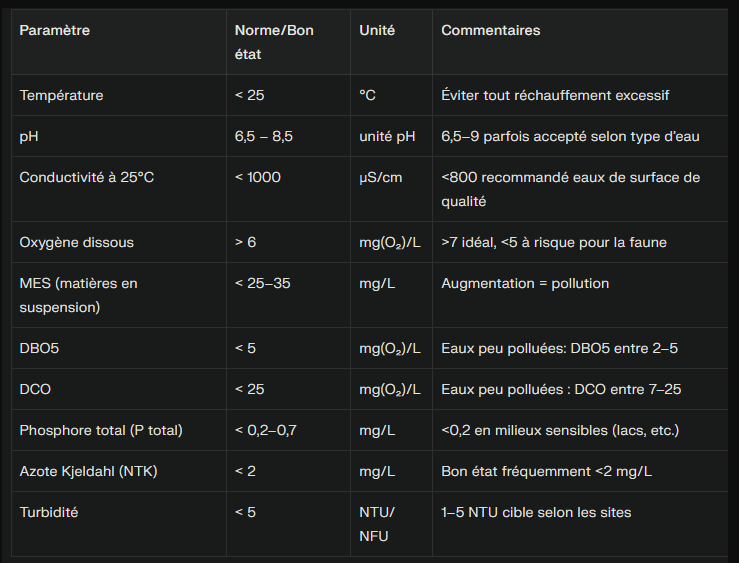 Paramètre Norme/Bon état Unité Commentaires
Température < 25 °C Éviter tout réchauffement excessif
pH 6,5 – 8,5 unité pH 6,5–9 parfois accepté selon type d'eau
Conductivité à 25°C < 1000 µS/cm <800 recommandé eaux de surface de qualité
Oxygène dissous > 6 mg(O₂)/L >7 idéal, <5 à risque pour la faune
MES (matières en suspension) < 25–35 mg/L Augmentation = pollution
DBO5 < 5 mg(O₂)/L Eaux peu polluées: DBO5 entre 2–5
DCO < 25 mg(O₂)/L Eaux peu polluées : DCO entre 7–25
Phosphore total (P total) < 0,2–0,7 mg/L <0,2 en milieux sensibles (lacs, etc.)
Azote Kjeldahl (NTK) < 2 mg/L Bon état fréquemment <2 mg/L
Turbidité < 5 NTU/NFU 1–5 NTU cible selon les sites